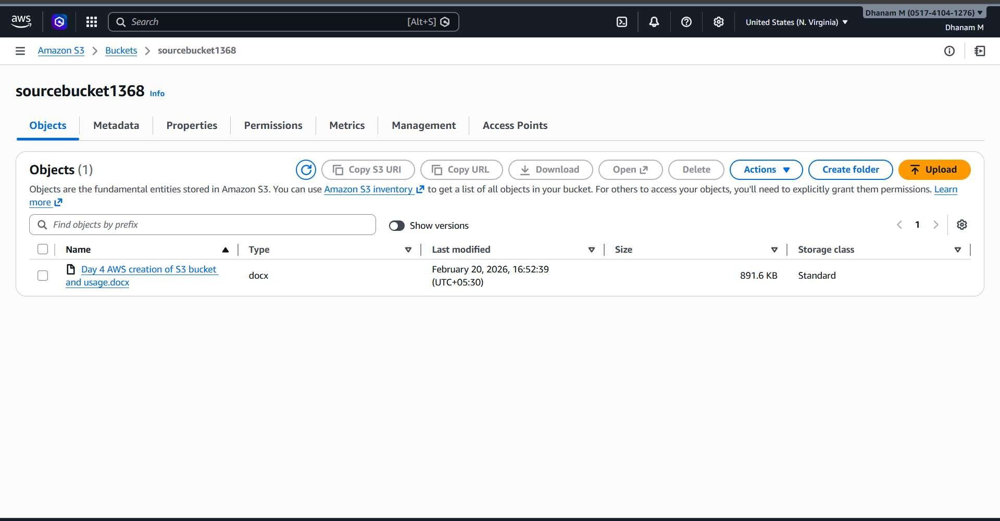 aws
Search [Alt+S]
United States (N. Virginia)
Dhanam M (0517-4104-1276)
Dhanam M
Amazon S3 Buckets sourcebucket1368
sourcebucket1368 Info
Objects Metadata Properties Permissions Metrics Management Access Points
Objects (1) Copy S3 URI Copy URL Download Open Delete Actions Create folder Upload
Objects are the fundamental entities stored in Amazon S3. You can use Amazon S3 inventory to get a list of all objects in your bucket. For others to access your objects, you'll need to explicitly grant them permissions. Learn
more
Find objects by prefix Show versions 1
Name Type Last modified Size Storage class
Day 4 AWS creation of S3 bucket
and usage.docx
docx
February 20, 2026, 16:52:39
(UTC+05:30)
891.6 KB
Standard